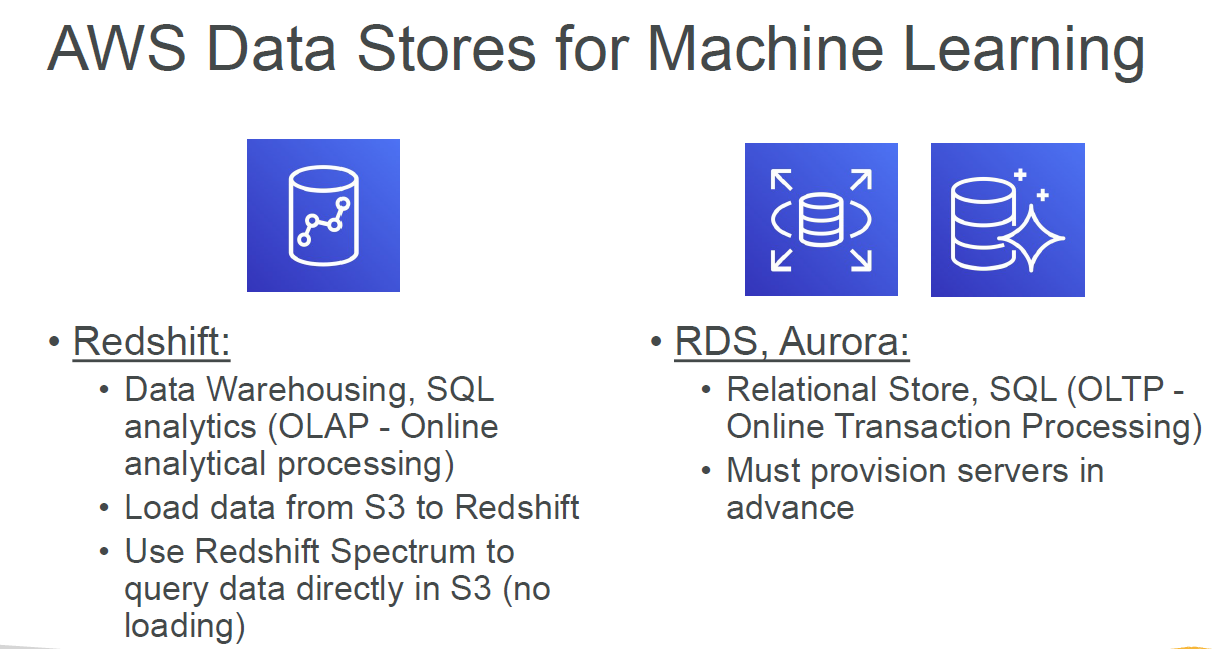 AWS Data Stores for Machine Learning
• Redshift:
• Data Warehousing, SQL
analytics (OLAP - Online
analytical processing)
• Load data from S3 to Redshift
• Use Redshift Spectrum to
query data directly in S3 (no
loading)
• RDS, Aurora:
• Relational Store, SQL (OLTP -
Online Transaction Processing)
• Must provision servers in
advance